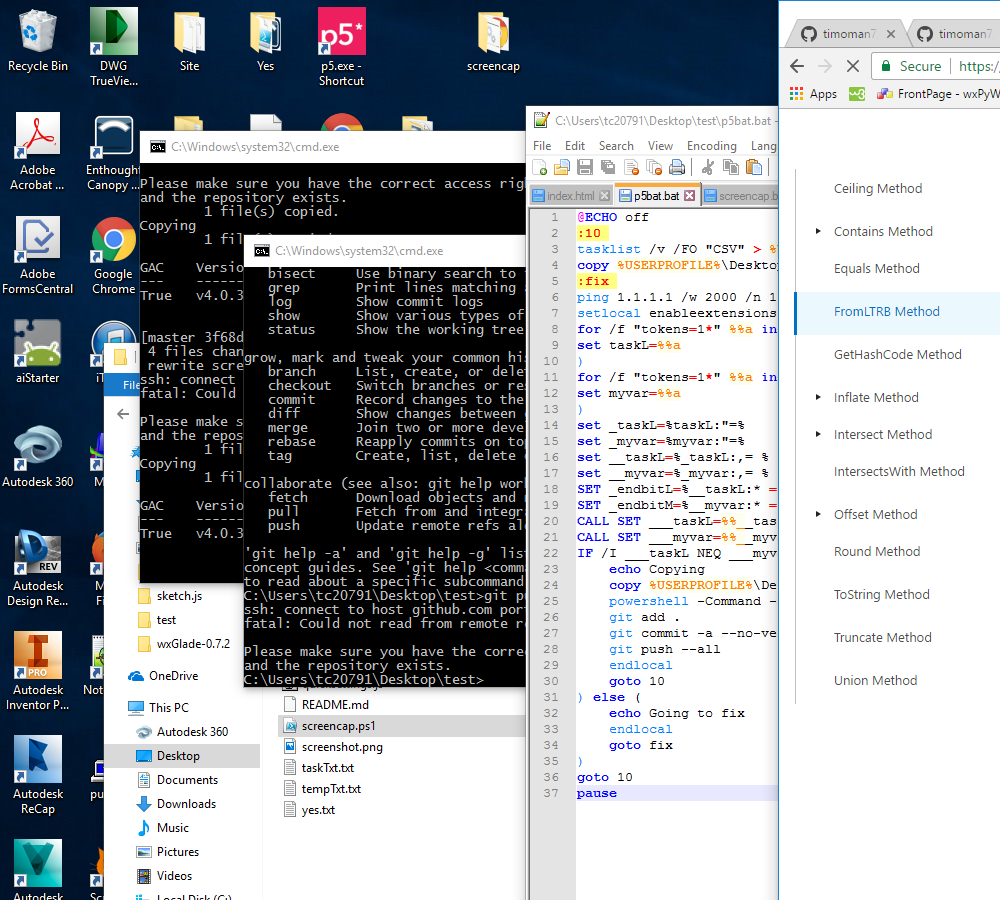 Recycle Bin
DWG
TrueView...
Site
Yes
p5*
p5.exe -
Shortcut
screencap
Adobe
Acrobat ...
Enthought
Canopy ...
Adobe
FormsCentral
Google
Chrome
aiStarter
Autodesk 360
REV
Autodesk
Design Re...
PRO
Autodesk
Inventor P...
Autodesk
ReCap
Autodesk
C:\Windows\system32\cmd.exe
Please make sure you have the correct access rig
and the repository exists.
1 file(s) copied.
Copying
1 fil
GAC Versio
--- ------
True v4.0.3
[master 3f68d
4 files chan
rewrite scre
ssh: connect
fatal: Could
Please make s
and the repos
1 fil
Copying
1 fil
GAC Versio
--- ------
True v4.0.3
C:\Windows\system32\cmd.exe
bisect Use binary search to
grep Print lines matching
log Show commit logs
show Show various types of
status Show the working tree
grow, mark and tweak your common his
branch List, create, or delet
checkout Switch branches or res
commit Record changes to the
diff Show changes between
merge Join two or more deve
rebase Reapply commits on top
tag Create, list, delete
collaborate (see also: git help work
fetch Download objects and
pull Fetch from and integra
push Update remote refs alo
'git help -a' and 'git help -g' list
concept guides. See 'git help <comma
to read about a specific subcommand
C:\Users\tc20791\Desktop\test>git pu
ssh: connect to host github.com port
fatal: Could not read from remote re
Please make sure you have the corre
and the repository exists.
C:\Users\tc20791\Desktop\test>
File
sketch.js
test
wxGlade-0.7.2
OneDrive
This PC
Autodesk 360
Desktop
Documents
Downloads
Music
Pictures
Videos
Local Disk (C:)
README.md
screencap.ps1
screenshot.png
taskTxt.txt
tempTxt.txt
yes.txt
C:\Users\tc20791\Desktop\test\p5bat.bat -
File Edit Search View Encoding Lang
index.html
p5bat.bat
screencap.b
1 @ECHO off
2 :10
3 tasklist /v /FO "CSV" > %
4 copy %USERPROFILE%\Desktop
5 :fix
6 ping 1.1.1.1 /w 2000 /n 1
7 setlocal enableextensions
8 for /f "tokens=1*" %%a in
9 set taskL=%%a
10 )
11 for /f "tokens=1*" %%a in
12 set myvar=%%a
13 )
14 set _taskL=%taskL:"=%
15 set _myvar=%myvar:"=%
16 set __taskL=%_taskL:,= %
17 set __myvar=%_myvar:,= %
18 SET _endbitL=%__taskL:* =
19 SET _endbitM=%__myvar:* =
20 CALL SET ___taskL=%%__tas
21 CALL SET ___myvar=%%__myv
22 IF /I ___taskL NEQ ___myv
23 echo Copying
24 copy %USERPROFILE%\De
25 powershell -Command -
26 git add .
27 git commit -a --no-ve
28 git push --all
29 endlocal
30 goto 10
31 ) else (
32 echo Going to fix
33 endlocal
34 goto fix
35 )
36 goto 10
37 pause
timoman7
timoman7
Secure https:/
Apps
w3
FrontPage - wxPyW
Ceiling Method
Contains Method
Equals Method
FromLTRB Method
GetHashCode Method
Inflate Method
Intersect Method
IntersectsWith Method
Offset Method
Round Method
ToString Method
Truncate Method
Union Method